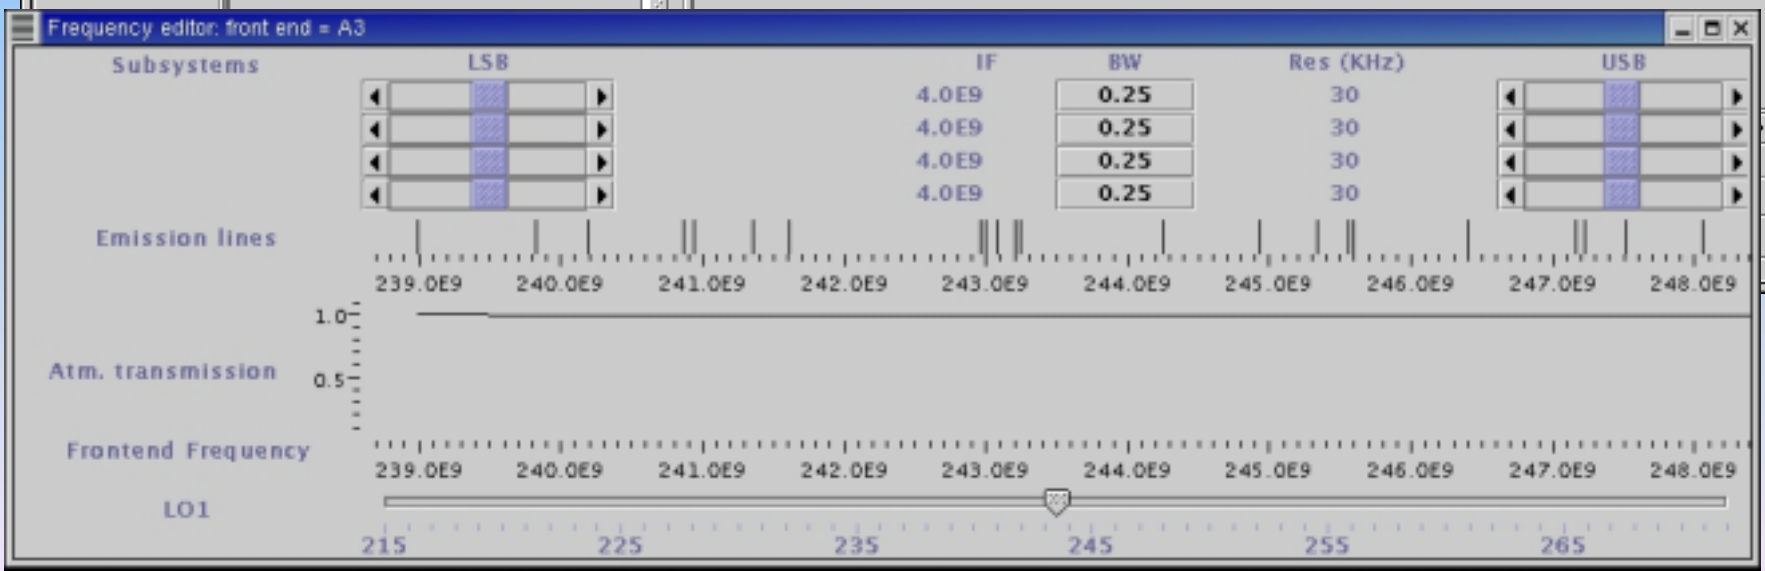 Frequency editor: front end = A3
Subsystems LSB IF BW Res (KHz) USB
4.0E9 0.25 30
4.0E9 0.25 30
4.0E9 0.25 30
4.0E9 0.25 30
Emission lines
239.0E9 240.0E9 241.0E9 242.0E9 243.0E9 244.0E9 245.0E9 246.0E9 247.0E9 248.0E9
1.0
Atm. transmission 0.5
Frontend Frequency
239.0E9 240.0E9 241.0E9 242.0E9 243.0E9 244.0E9 245.0E9 246.0E9 247.0E9 248.0E9
LO1
215 225 235 245 255 265